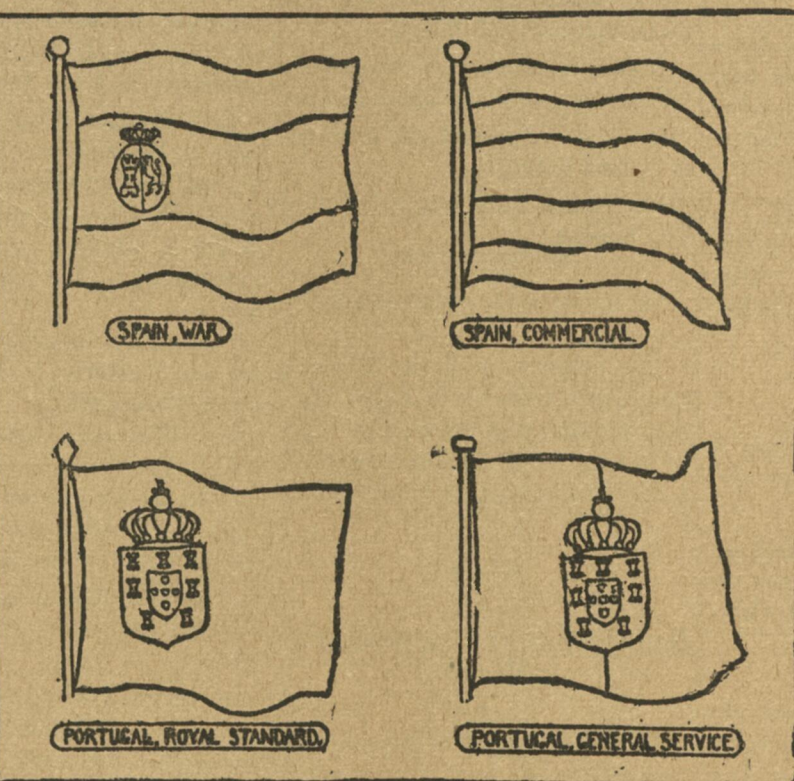 SPAIN, WAR
SPAIN, COMMERCIAL
PORTUGAL, ROYAL STANDARD,
PORTUGAL, GENERAL SERVICE